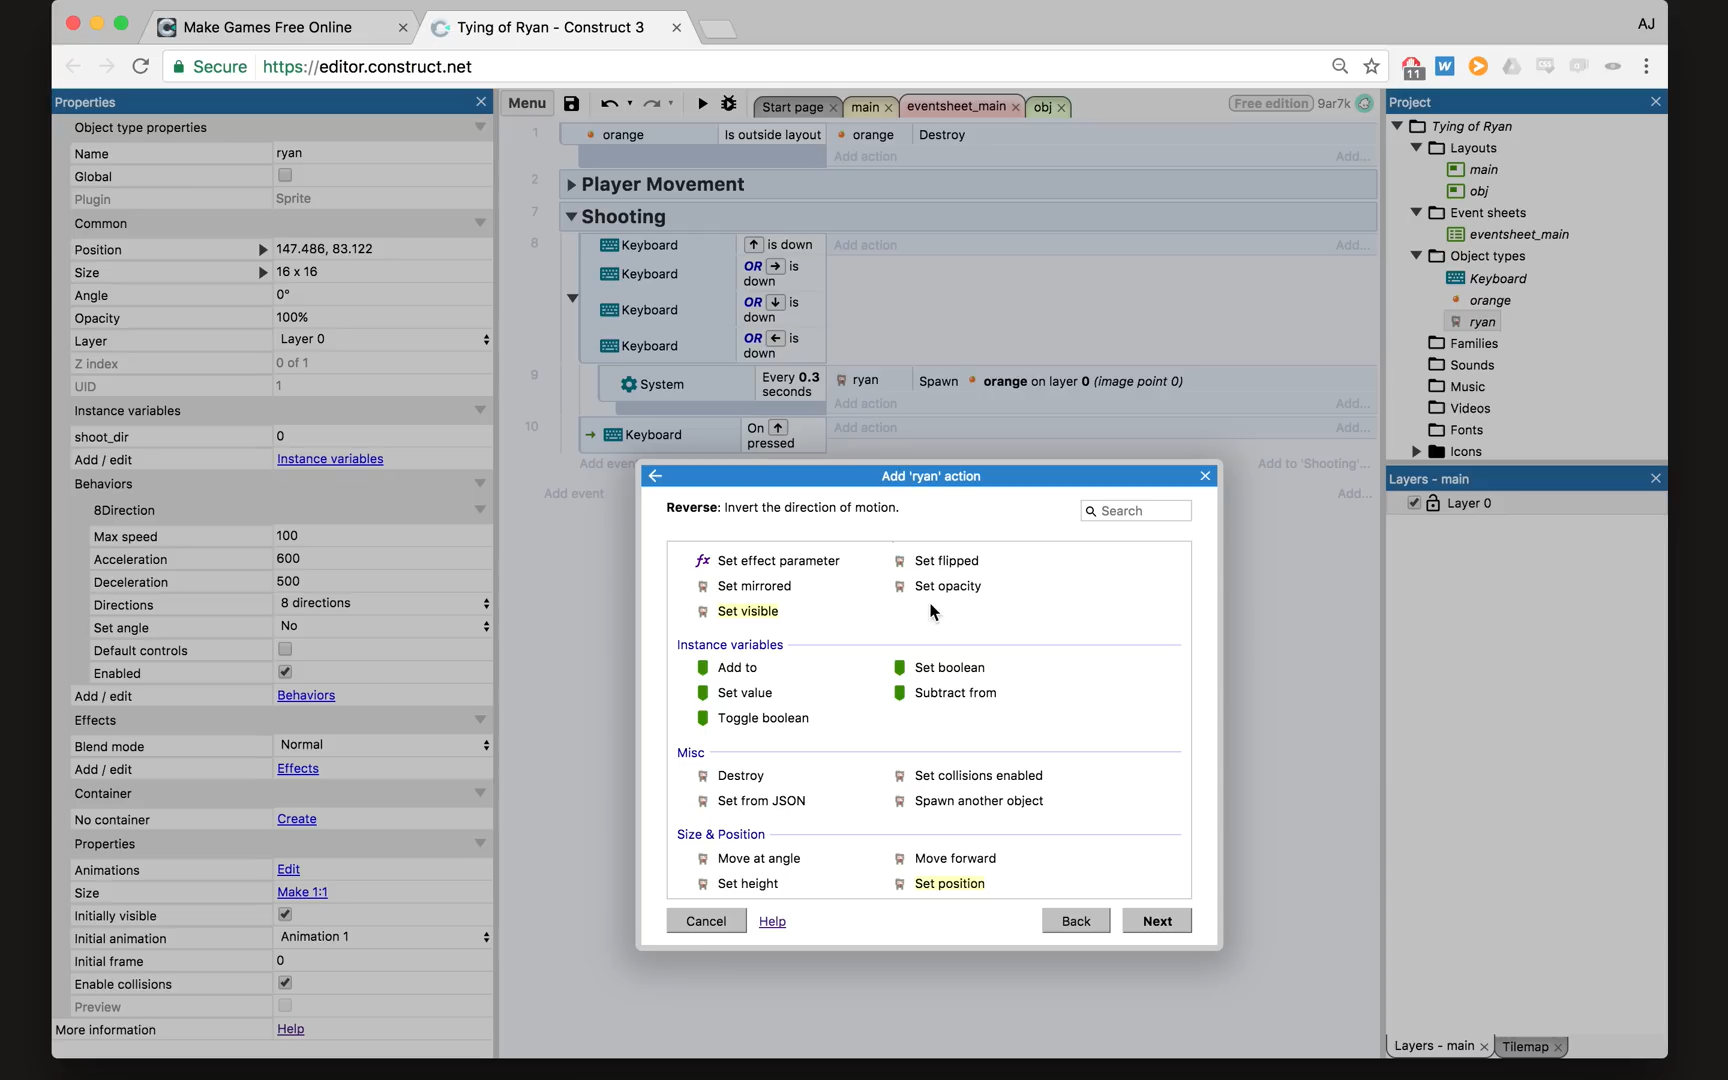 Make Games Free Online
Tying of Ryan - Construct 3
AJ
Secure https://editor.construct.net
11
W
Properties
Object type properties
Name ryan
Global
Plugin Sprite
Common
Position 147.486, 83.122
Size 16 x 16
Angle 0°
Opacity 100%
Layer Layer 0
Z index 0 of 1
UID 1
Instance variables
shoot_dir 0
Add / edit Instance variables
Behaviors
8Direction
Max speed 100
Acceleration 600
Deceleration 500
Directions 8 directions
Set angle No
Default controls
Enabled
Add / edit Behaviors
Effects
Blend mode Normal
Add / edit Effects
Container
No container Create
Properties
Animations Edit
Size Make 1:1
Initially visible
Initial animation Animation 1
Initial frame 0
Enable collisions
Preview
More information Help
Menu
Start page
main
eventsheet_main
obj
Free edition 9ar7k
1 orange Is outside layout orange Destroy
Add action Add...
2 Player Movement
7 Shooting
8 Keyboard ↑ is down Add action Add...
Keyboard OR → is
down
Keyboard OR ↓ is
down
Keyboard OR ← is
down
9 System Every 0.3
seconds
ryan Spawn orange on layer 0 (image point 0)
Add action Add...
10 Keyboard On ↑
pressed
Add action Add...
Add even
Add to 'Shooting'...
Add event Add...
Add 'ryan' action
Reverse: Invert the direction of motion.
Search
Set effect parameter Set flipped
Set mirrored Set opacity
Set visible
Instance variables
Add to Set boolean
Set value Subtract from
Toggle boolean
Misc
Destroy Set collisions enabled
Set from JSON Spawn another object
Size & Position
Move at angle Move forward
Set height Set position
Cancel Help Back Next
Project
Tying of Ryan
Layouts
main
obj
Event sheets
eventsheet_main
Object types
Keyboard
orange
ryan
Families
Sounds
Music
Videos
Fonts
Icons
Layers - main
Layer 0
Layers - main
Tilemap